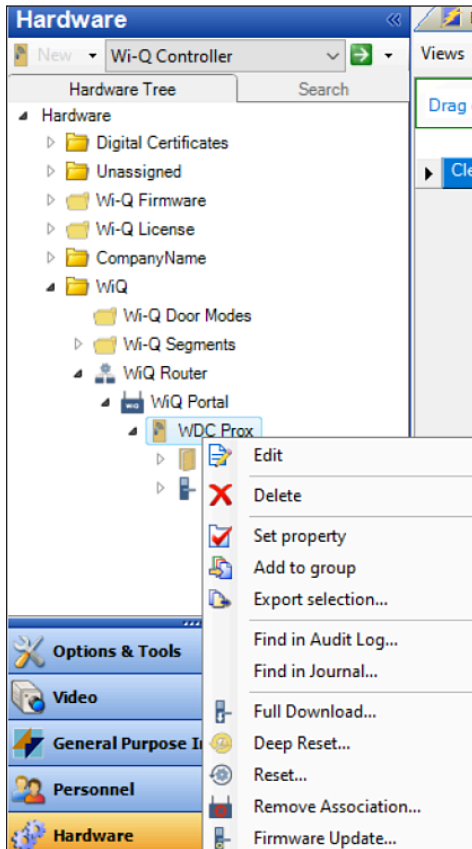 Hardware
New
Wi-Q Controller
Views
Hardware Tree
Search
Drag
Hardware
Digital Certificates
Unassigned
Wi-Q Firmware
Cle
Wi-Q License
CompanyName
WiQ
Wi-Q Door Modes
Wi-Q Segments
WiQ Router
WiQ Portal
WDC Prox
Edit
Delete
Set property
Add to group
Export selection...
Find in Audit Log...
Find in Journal...
Full Download...
Deep Reset...
Reset...
Remove Association...
Firmware Update...
Options & Tools
Video
General Purpose I
Personnel
Hardware